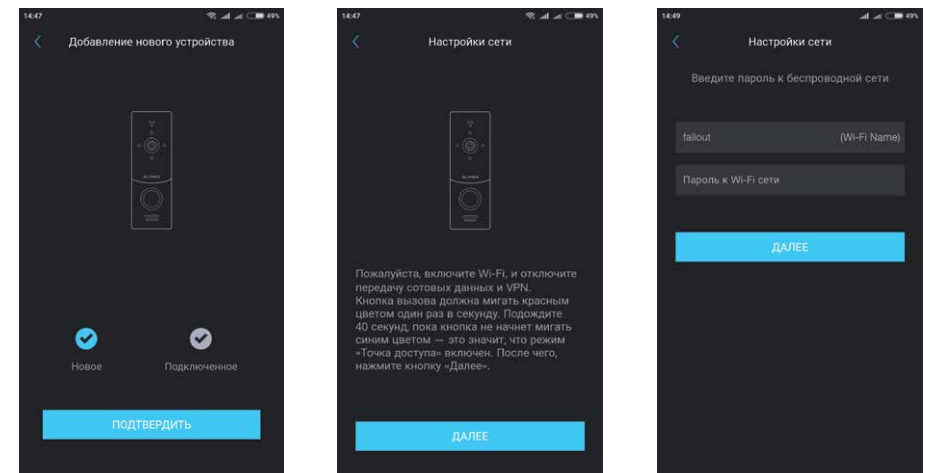 14:47
49%
Добавление нового устройства
Новое
Подключенное
ПОДТВЕРДИТЬ
14:47
49%
Настройки сети
Пожалуйста, включите Wi-Fi, и отключите
передачу сотовых данных и VPN.
Кнопка вызова должна мигать красным
цветом один раз в секунду. Подождите
40 секунд, пока кнопка не начнет мигать
синим цветом — это значит, что режим
«Точка доступа» включен. После чего,
нажмите кнопку «Далее».
ДАЛЕЕ
14:49
49%
Настройки сети
Введите пароль к беспроводной сети
fallout (Wi-Fi Name)
Пароль к Wi-Fi сети
ДАЛЕЕ